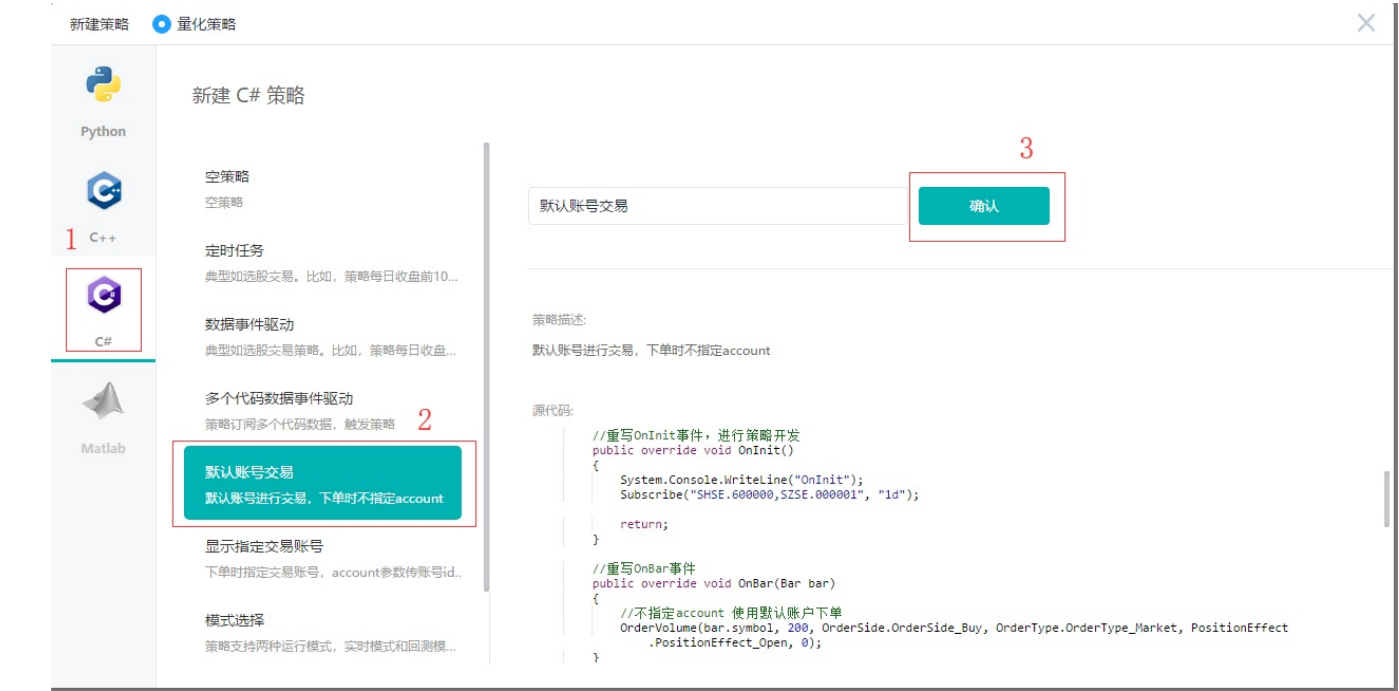 新建策略 量化策略
Python
1 C++
C#
Matlab
新建 C# 策略
空策略
空策略
定时任务
典型如选股交易。比如，策略每日收盘前10...
数据事件驱动
典型如选股交易策略。比如，策略每日收盘...
多个代码数据事件驱动
策略订阅多个代码数据，触发策略
2
默认账号交易
默认账号进行交易，下单时不指定account
显示指定交易账号
下单时指定交易账号，account参数传账号id..
模式选择
策略支持两种运行模式，实时模式和回测模...
3
默认账号交易 确认
策略描述:
默认账号进行交易，下单时不指定account
源代码:
//重写OnInit事件，进行策略开发
public override void OnInit()
{
System.Console.WriteLine("OnInit");
Subscribe("SHSE.600000,SZSE.000001", "1d");
return;
}
//重写OnBar事件
public override void OnBar(Bar bar)
{
//不指定account 使用默认账户下单
OrderVolume(bar.symbol, 200, OrderSide.OrderSide_Buy, OrderType.OrderType_Market, PositionEffect
.PositionEffect_Open, 0);
}